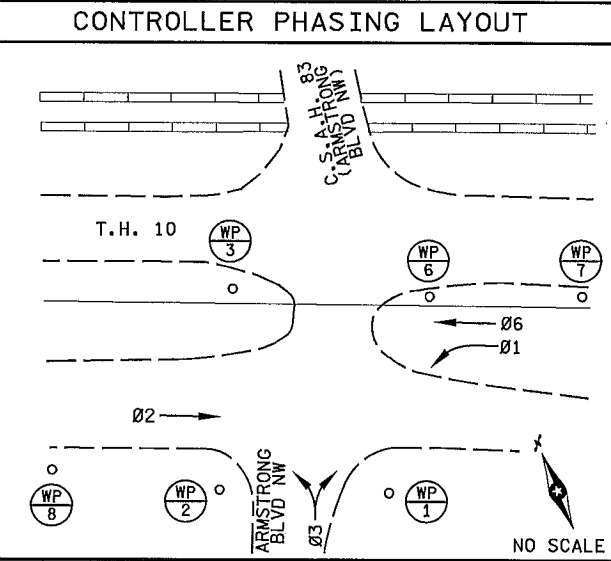 CONTROLLER PHASING LAYOUT
C.S.A.H. 83
(ARMSTRONG
BLVD NW)
T.H. 10
WP
3
WP
6
WP
7
Ø6
Ø1
Ø2
WP
8
WP
2
ARMSTRONG
BLVD NW
Ø3
WP
1
NO SCALE